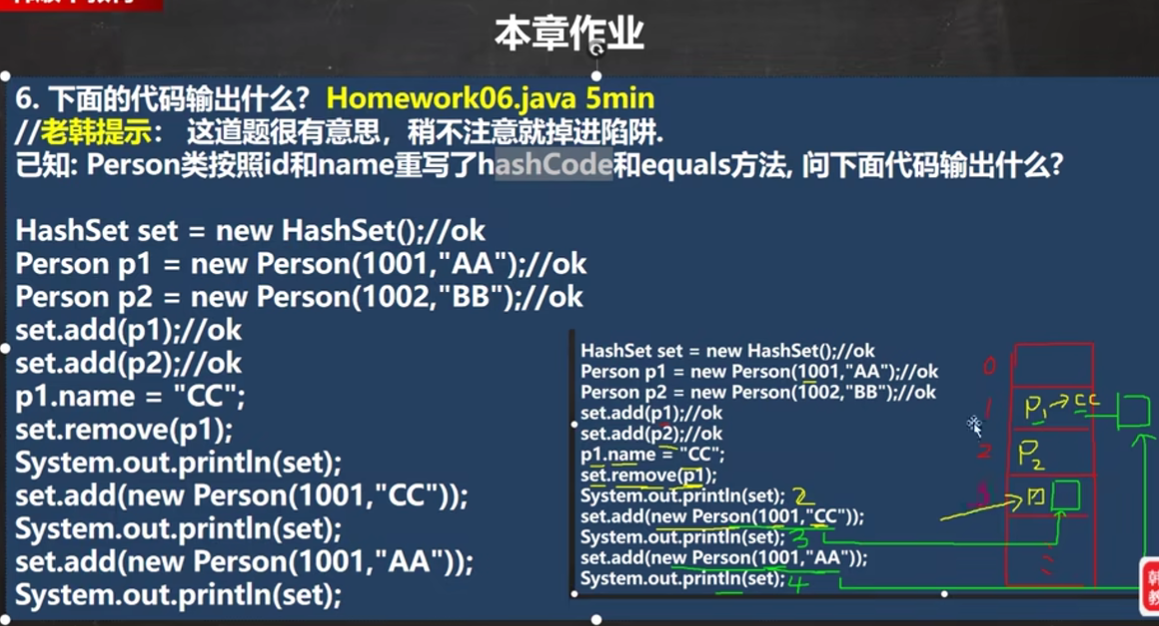 本章作业
6. 下面的代码输出什么? Homework06.java 5min
//老韩提示： 这道题很有意思，稍不注意就掉进陷阱.
已知: Person类按照id和name重写了hashCode和equals方法, 问下面代码输出什么?
HashSet set = new HashSet();//ok
Person p1 = new Person(1001,"AA");//ok
Person p2 = new Person(1002,"BB");//ok
set.add(p1);//ok
set.add(p2);//ok
p1.name = "CC";
set.remove(p1);
System.out.println(set);
set.add(new Person(1001,"CC"));
System.out.println(set);
set.add(new Person(1001,"AA"));
System.out.println(set);
HashSet set = new HashSet();//ok
Person p1 = new Person(1001,"AA");//ok
Person p2 = new Person(1002,"BB");//ok
set.add(p1);//ok
set.add(p2);//ok
p1.name = "CC";
set.remove(p1);
System.out.println(set); 2
set.add(new Person(1001,"CC"));
System.out.println(set); 3
set.add(new Person(1001,"AA"));
System.out.println(set); 4
0
1 P1→CC
2 P2
3
韩
教